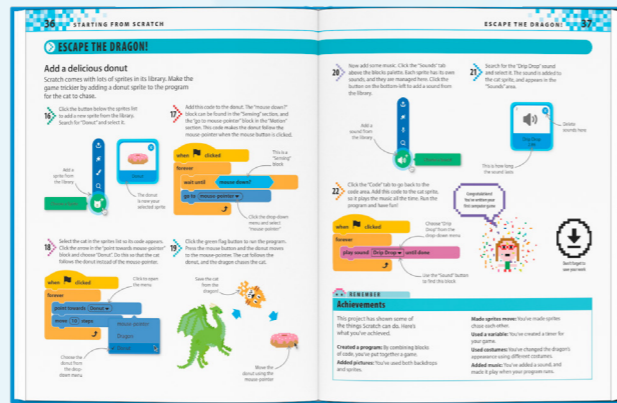 36 STARTING FROM SCRATCH
ESCAPE THE DRAGON!
Add a delicious donut
Scratch comes with lots of sprites in its library. Make the
game trickier by adding a donut sprite to the program
for the cat to chase.
16 Click the button below the sprites list
to add a new sprite from the library.
Search for "Donut" and select it.
Add a
sprite from
the library
The donut
is now your
selected sprite
17 Add this code to the donut. The "mouse down?"
block can be found in the "Sensing" section, and
the "go to mouse-pointer" block in the "Motion"
section. This code makes the donut follow the
mouse-pointer when the mouse button is clicked.
This is a
"Sensing"
block
when clicked
forever
wait until mouse down?
go to mouse-pointer
Click the drop-down
menu and select
"mouse-pointer"
18 Select the cat in the sprites list so its code appears.
Click the arrow in the "point towards mouse-pointer"
block and choose "Donut". Do this so that the cat
follows the donut instead of the mouse-pointer.
Click to open
the menu
when clicked
forever
point towards Donut
move 10 steps
Mouse-pointer
Dragon
Donut
Choose the
donut from
the drop-
down menu
19 Click the green flag button to run the program.
Press the mouse button and the donut moves
to the mouse-pointer. The cat follows the
donut, and the dragon chases the cat.
Save the cat
from the
dragon!
Move the
donut using the
mouse-pointer
ESCAPE THE DRAGON! 37
20 Now add some music. Click the "Sounds" tab
above the blocks palette. Each sprite has its own
sounds, and they are managed here. Click the
button on the bottom left to add a sound from
the library.
Add a
sound from
the library
21 Search for the "Drip Drop" sound
and select it. The sound is added to
the cat sprite, and appears in the
"Sounds" area.
Delete
sounds here
This is how long
the sound lasts
22 Click the "Code" tab to go back to the
code area. Add this code to the cat sprite,
so it plays the music all the time. Run the
program and have fun!
when clicked
forever
play sound Drip Drop until done
Choose "Drip
Drop" from the
drop-down menu
Use the "Sound" button
to find this block
Congratulations!
You've written your
first computer game
Don't forget to
save your work
REMEMBER
Achievements
This project has shown some of
the things Scratch can do. Here's
what you've achieved.
Created a program: By combining blocks
of code, you've put together a game.
Added pictures: You've used both backdrops
and sprites.
Made sprites move: You've made sprites
chase each other.
Used a variable: You've created a timer for
your game.
Used costumes: You've changed the dragon's
appearance using different costumes.
Added music: You've added a sound, and
made it play when your program runs.